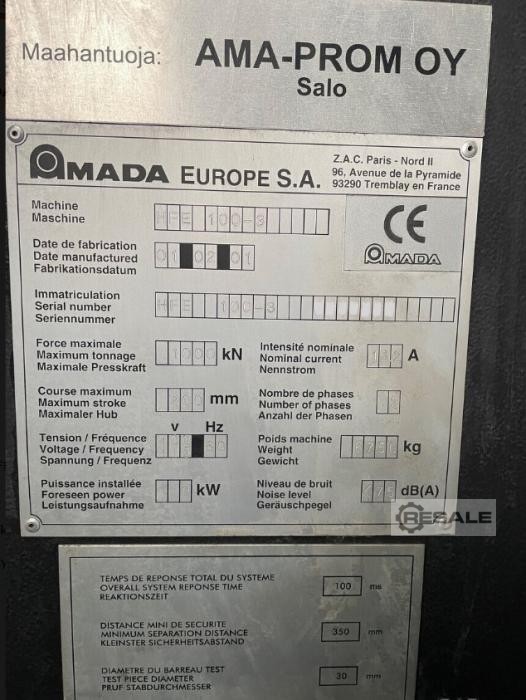 Maahantuoja: AMA-PROM OY
Salo
AMADA EUROPE S.A.
Z.A.C. Paris - Nord II
96, Avenue de la Pyramide
93290 Tremblay en France
Machine
Maschine
HFE 100-3
CE
AMADA
Date de fabrication
Date manufactured
Fabrikationsdatum
01 02 01
Immatriculation
Serial number
Seriennummer
HFE 100-3
Force maximale
Maximum tonnage
Maximale Presskraft
1000 kN
Intensité nominale
Nominal current
Nennstrom
A
Course maximum
Maximum stroke
Maximaler Hub
200 mm
Nombre de phases
Number of phases
Anzahl der Phasen
V Hz
Tension / Fréquence
Voltage / Frequency
Spannung / Frequenz
50
Poids machine
Weight
Gewicht
kg
Puissance installée
Foreseen power
Leistungsaufnahme
kW
Niveau de bruit
Noise level
Geräuschpegel
dB(A)
RESALE
TEMPS DE REPONSE TOTAL DU SYSTEME
OVERALL SYSTEM REPONSE TIME
REAKTIONSZEIT
100 ms
DISTANCE MINI DE SECURITE
MINIMUM SEPARATION DISTANCE
KLEINSTER SICHERHEITSABSTAND
350 mm
DIAMETRE DU BARREAU TEST
TEST PIECE DIAMETER
PRUF STABDURCHMESSER
30 mm